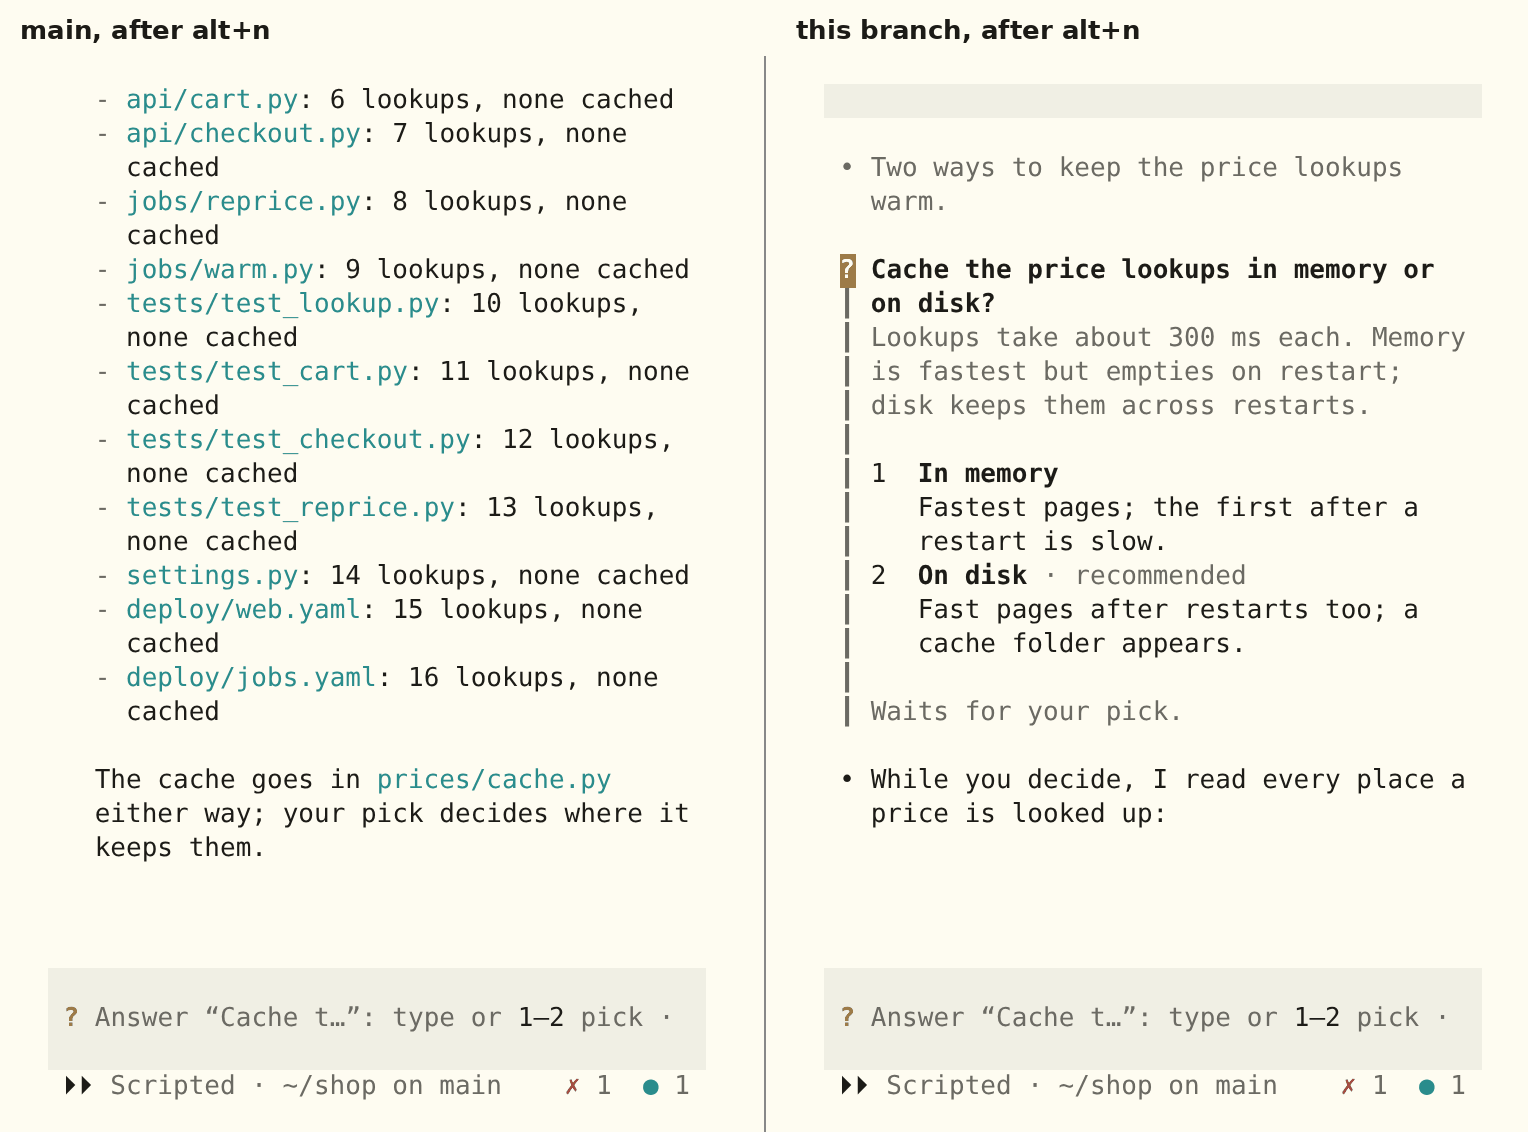 main, after alt+n
- api/cart.py: 6 lookups, none cached
- api/checkout.py: 7 lookups, none
cached
- jobs/reprice.py: 8 lookups, none
cached
- jobs/warm.py: 9 lookups, none cached
- tests/test_lookup.py: 10 lookups,
none cached
- tests/test_cart.py: 11 lookups, none
cached
- tests/test_checkout.py: 12 lookups,
none cached
- tests/test_reprice.py: 13 lookups,
none cached
- settings.py: 14 lookups, none cached
- deploy/web.yaml: 15 lookups, none
cached
- deploy/jobs.yaml: 16 lookups, none
cached
The cache goes in prices/cache.py
either way; your pick decides where it
keeps them.
? Answer “Cache t…”: type or 1–2 pick ·
Scripted · ~/shop on main ✗ 1 ● 1
this branch, after alt+n
• Two ways to keep the price lookups
warm.
? Cache the price lookups in memory or
on disk?
Lookups take about 300 ms each. Memory
is fastest but empties on restart;
disk keeps them across restarts.
1 In memory
Fastest pages; the first after a
restart is slow.
2 On disk · recommended
Fast pages after restarts too; a
cache folder appears.
Waits for your pick.
• While you decide, I read every place a
price is looked up:
? Answer “Cache t…”: type or 1–2 pick ·
Scripted · ~/shop on main ✗ 1 ● 1